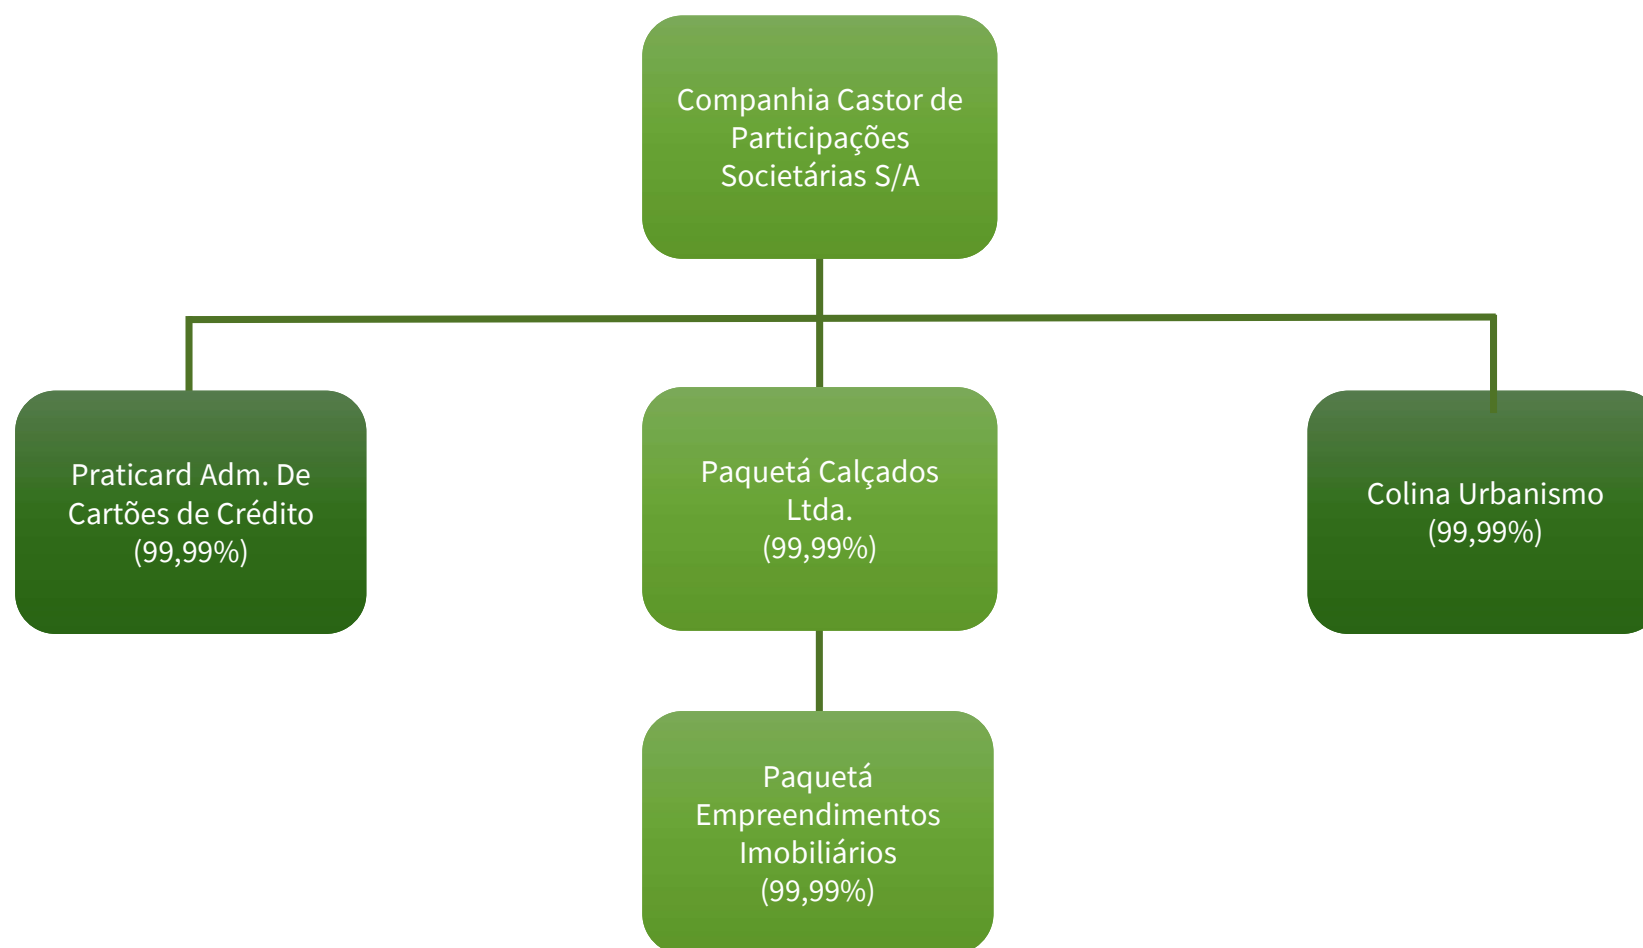 Companhia Castor de
Participações
Societárias S/A
Praticard Adm. De
Cartões de Crédito
(99,99%)
Paquetá Calçados
Ltda.
(99,99%)
Colina Urbanismo
(99,99%)
Paquetá
Empreendimentos
Imobiliários
(99,99%)